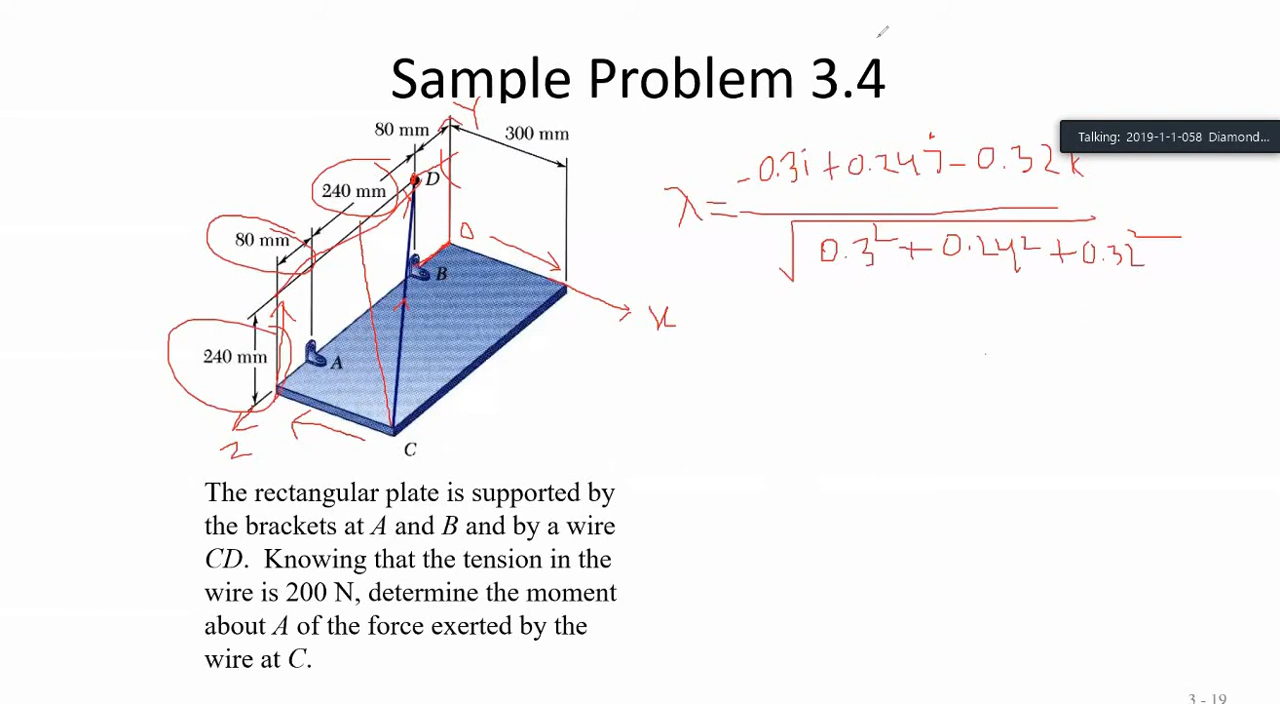 Sample Problem 3.4
Y
80 mm
300 mm
Talking: 2019-1-1-058 Diamond...
D
240 mm
-0.3i+0.24j-0.32k
λ=
√0.3²+0.24²+0.32²
80 mm
O
B
x
240 mm
A
Z
C
The rectangular plate is supported by
the brackets at A and B and by a wire
CD. Knowing that the tension in the
wire is 200 N, determine the moment
about A of the force exerted by the
wire at C.
3 - 19